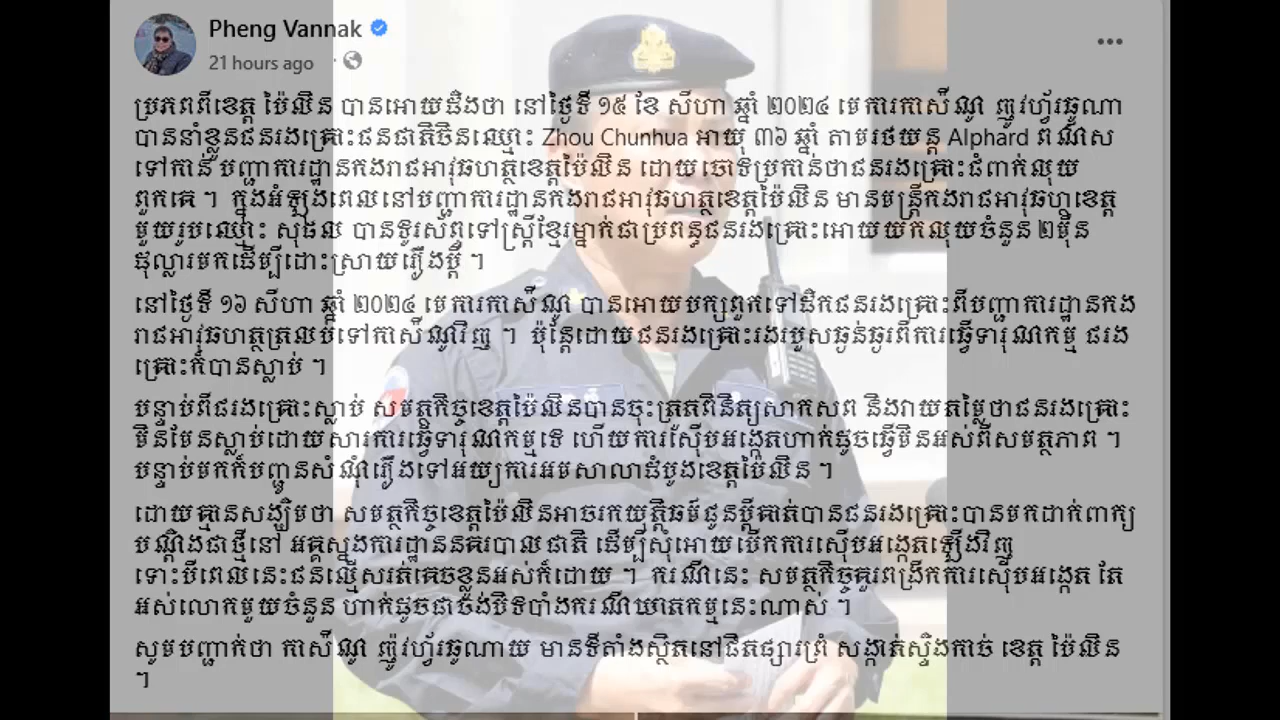 Pheng Vannak
21 hours ago
ប្រភពពីខេត្ត ប៉ៃលិន បានអោយដឹងថា នៅថ្ងៃទី ១៥ ខែ សីហា ឆ្នាំ ២០២៤ មេការកាស៉ីណូ ញូវហ្វ័រធូណា
បាននាំខ្លួនជនរងគ្រោះជនជាតិចិនឈ្មោះ Zhou Chunhua អាយុ ៣៦ ឆ្នាំ តាមរថយន្ត Alphard ពណ៌ស
ទៅកាន់ បញ្ជាការដ្ឋានកងរាជអាវុធហត្ថខេត្តប៉ៃលិន ដោយចោទប្រកាន់ថាជនរងគ្រោះជំពាក់លុយ
ពួកគេ ។ ក្នុងអំឡុងពេលនៅបញ្ជាការដ្ឋានកងរាជអាវុធហត្ថខេត្តប៉ៃលិន មានមន្ត្រីកងរាជអាវុធហ្ថខេត្ត
មួយរូបឈ្មោះ សុផល បានទូរស័ព្ទទៅស្ត្រីខ្មែរម្នាក់ជាប្រពន្ធជនរងគ្រោះអោយយកលុយចំនួន ២ម៉ឺន
ដុល្លារមកដើម្បីដោះស្រាយរឿងប្តី ។
នៅថ្ងៃទី ១៦ សីហា ឆ្នាំ ២០២៤ មេការកាស៉ីណូ បានអោយបក្សពួកទៅដឹកជនរងគ្រោះពីបញ្ជាការដ្ឋានកង
រាជអាវុធហត្ថត្រលប់ទៅកាស៉ីណូវិញ ។ ប៉ុន្តែដោយជនរងគ្រោះរងរបួសធ្ងន់ធ្ងរពីការធ្វើទារុណកម្ម ជរង
គ្រោះក៏បានស្លាប់ ។
បន្ទាប់ពីជរងគ្រោះស្លាប់ សមត្ថកិច្ចខេត្តប៉ៃលិនបានចុះត្រតពិនិត្យសាកសព និងវាយតម្លៃថាជនរងគ្រោះ
មិនមែនស្លាប់ដោយសារការធ្វើទារុណកម្មទេ ហើយការស៊ើបអង្កេតហាក់ដូចធ្វើមិនអស់ពីសមត្ថភាព ។
បន្ទាប់មកក៏បញ្ជូនសំណុំរឿងទៅអយ្យការអមសាលាដំបូងខេត្តប៉ៃលិន ។
ដោយគ្មានសង្ឃឹមថា សមត្ថកិច្ចខេត្តប៉ៃលិនអាចរកយុត្តិធម៍ជូនប្តីគាត់បានជនរងគ្រោះបានមកដាក់ពាក្យ
បណ្តឹងជាថ្មីនៅ អគ្គស្នងការដ្ឋាននគរបាលជាតិ ដើម្បីសុំអោយបើកការស៊ើបអង្កេតឡើងវិញ
ទោះបីពេលនេះជនល្មើសរត់គេចខ្លួនអស់ក៏ដោយ ។ ករណីនេះ សមត្ថកិច្ចគួរពង្រីកការស៊ើបអង្កេត តែ
អស់លោកមួយចំនួន ហាក់ដូចជាចង់បិទបាំងករណីឃាតកម្មនេះណាស់ ។
សូមបញ្ជាក់ថា កាស៉ីណូ ញ៉ូវហ្វ័រធូណាយ មានទីតាំងស្ថិតនៅជិតផ្សារព្រំ សង្កាត់ស្ទឹងកាច់ ខេត្ត ប៉ៃលិន
។